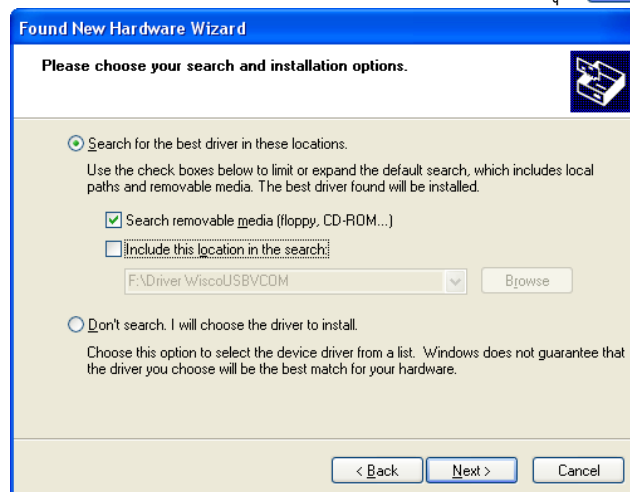 Found New Hardware Wizard
Please choose your search and installation options.
Search for the best driver in these locations.
Use the check boxes below to limit or expand the default search, which includes local
paths and removable media. The best driver found will be installed.
Search removable media (floppy, CD-ROM...)
Include this location in the search:
F:\Driver WiscoUSBVCOM
Browse
Don't search. I will choose the driver to install.
Choose this option to select the device driver from a list. Windows does not guarantee that
the driver you choose will be the best match for your hardware.
< Back
Next >
Cancel